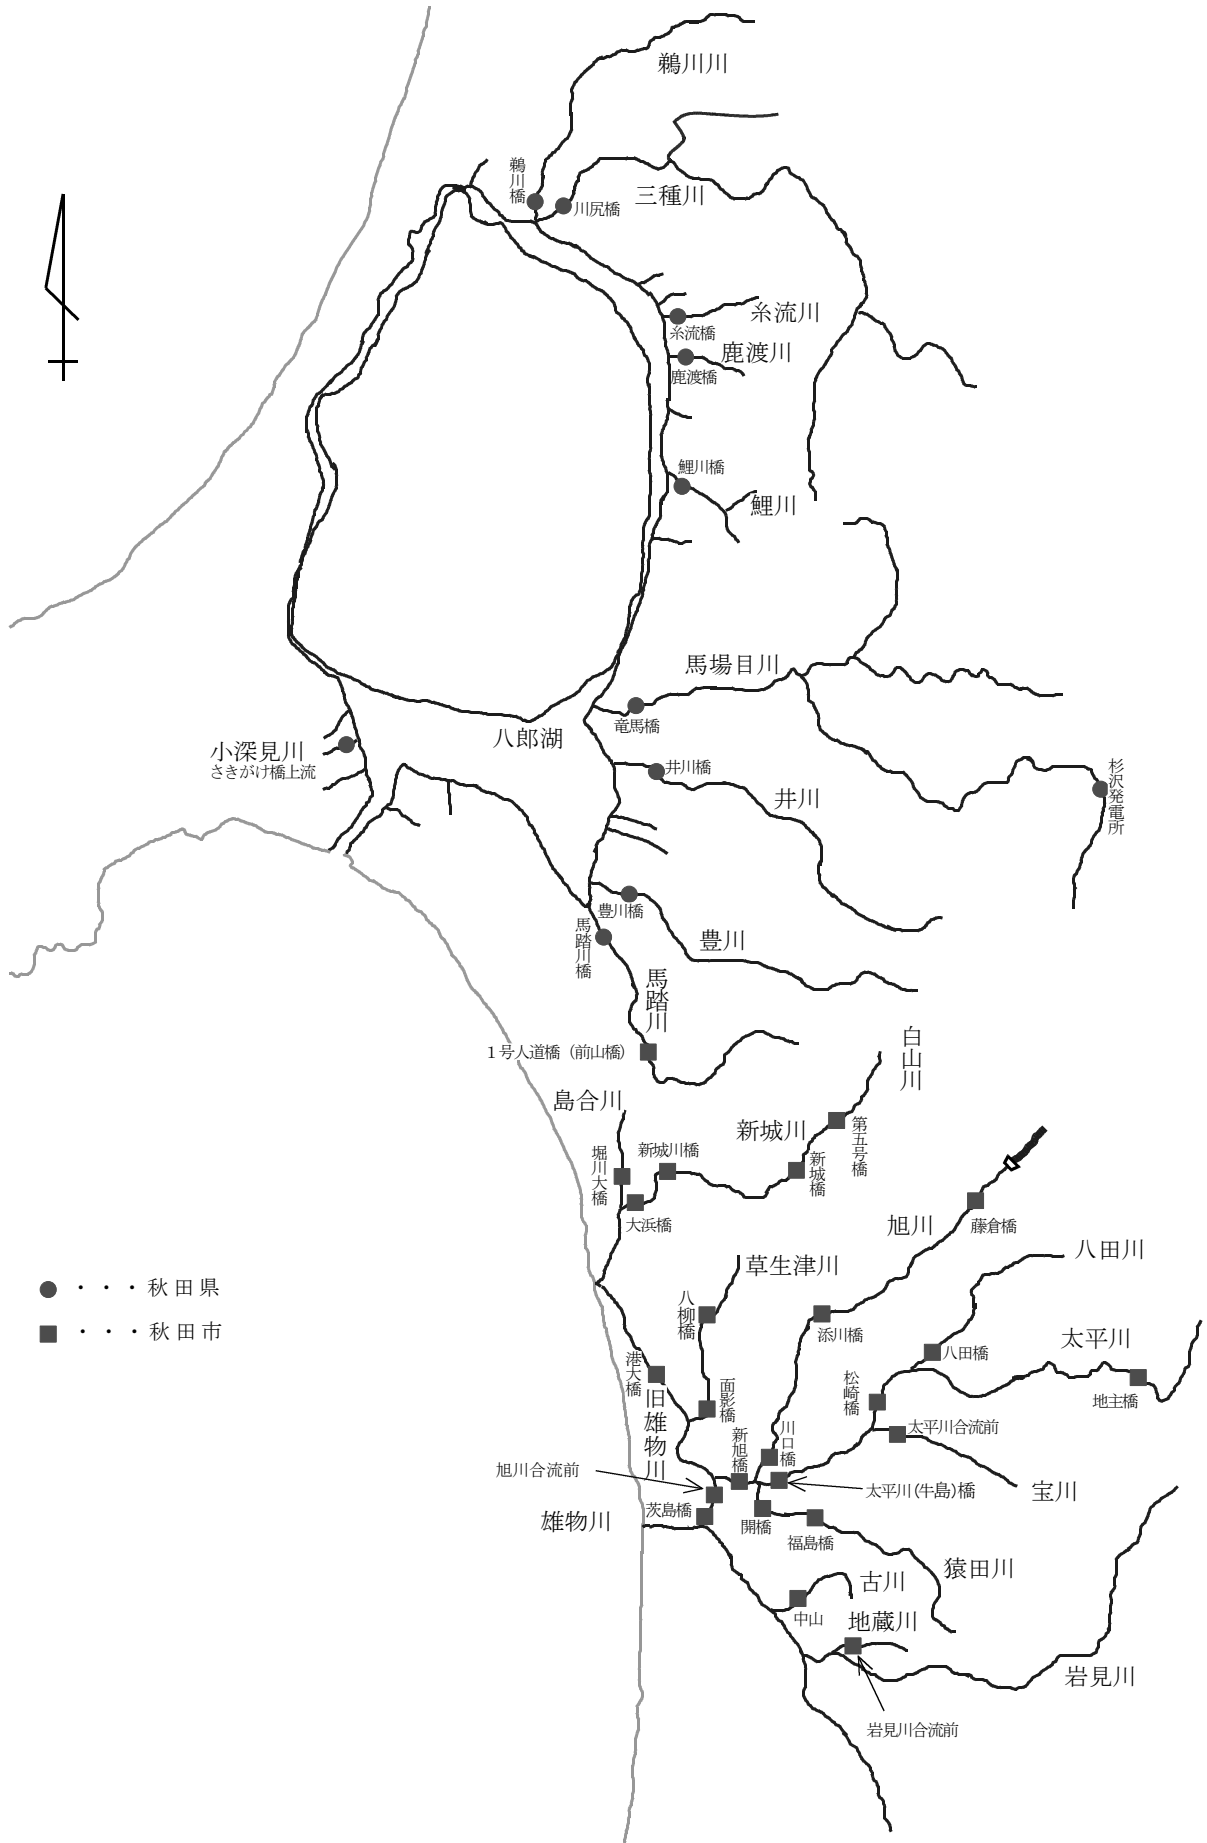 鵜川川
鵜川橋
川尻橋
三種川
糸流川
糸流橋
鹿渡川
鹿渡橋
鯉川橋
鯉川
馬場目川
竜馬橋
八郎湖
小深見川
さきがけ橋上流
井川橋
井川
杉沢発電所
豊川橋
馬踏川橋
豊川
馬踏川
1号人道橋（前山橋）
白山川
島合川
新城川
第五号橋
新城川橋
堀川大橋
新城橋
大浜橋
藤倉橋
旭川
八田川
草生津川
・・・秋田県
・・・秋田市
八柳橋
添川橋
太平川
八田橋
港大橋
松崎橋
面影橋
地主橋
旧雄物川
新旭橋
川口橋
太平川合流前
旭川合流前
太平川（牛島）橋
宝川
茨島橋
雄物川
開橋
福島橋
猿田川
古川
中山
地蔵川
岩見川
岩見川合流前